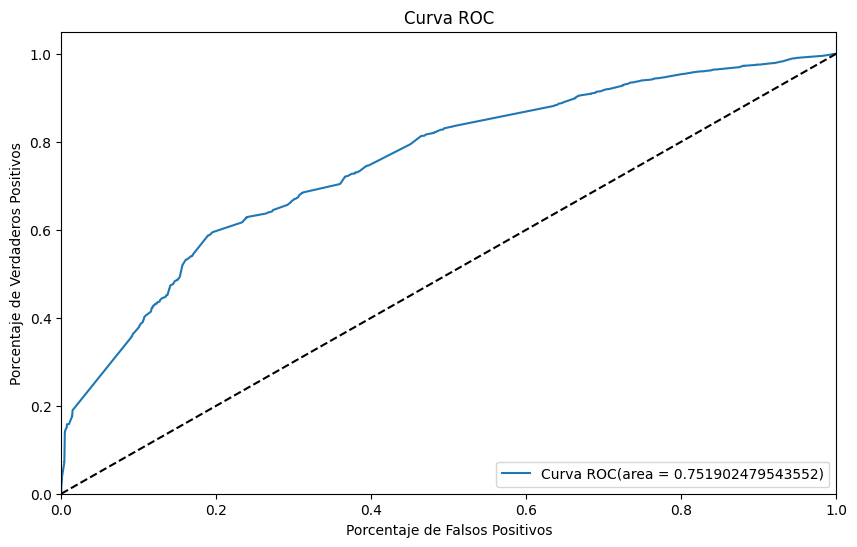 Curva ROC
Porcentaje de Verdaderos Positivos
1.0
0.8
0.6
0.4
0.2
0.0
Curva ROC(area = 0.751902479543552)
0.0 0.2 0.4 0.6 0.8 1.0
Porcentaje de Falsos Positivos